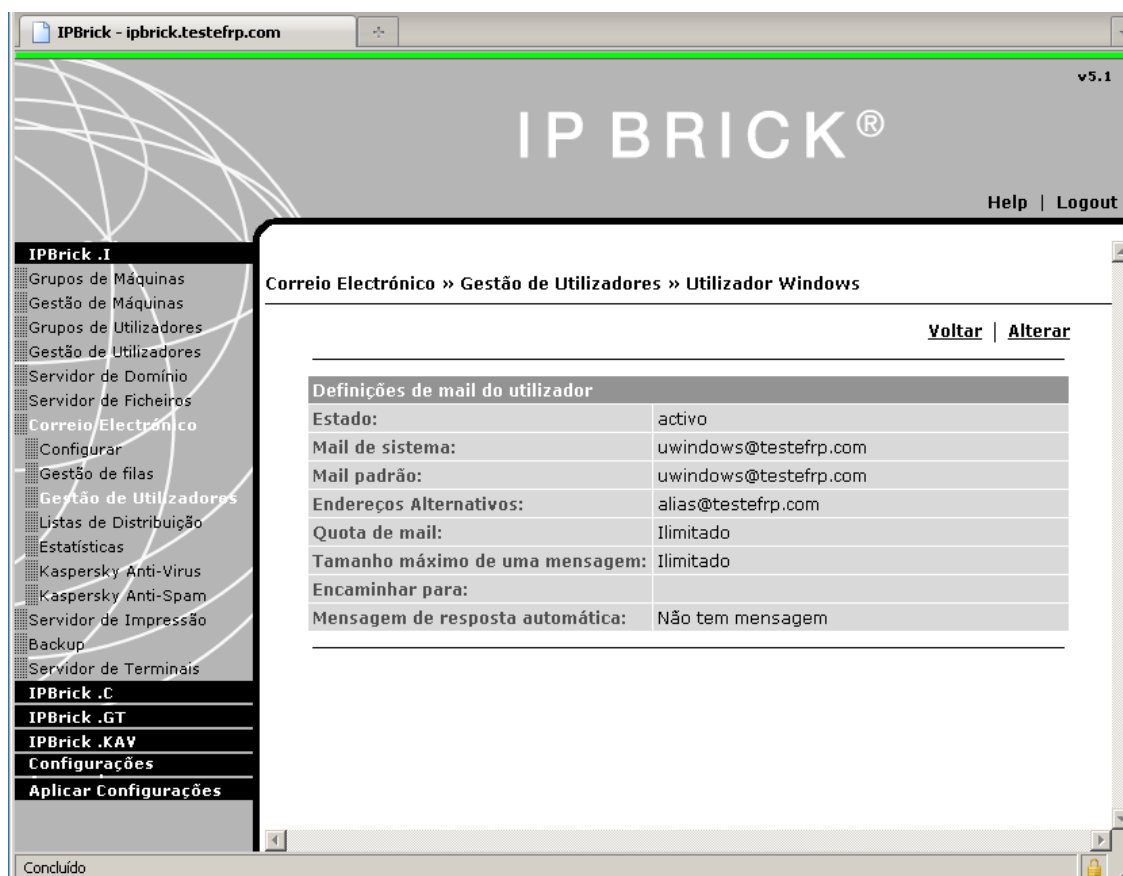 IPBrick - ipbrick.testefrp.com
v5.1
IP BRICK®
Help | Logout
IPBrick .I
Grupos de Máquinas
Gestão de Máquinas
Grupos de Utilizadores
Gestão de Utilizadores
Servidor de Domínio
Servidor de Ficheiros
Correio Electrónico
Configurar
Gestão de filas
Gestão de Utilizadores
Listas de Distribuição
Estatísticas
Kaspersky Anti-Virus
Kaspersky Anti-Spam
Servidor de Impressão
Backup
Servidor de Terminais
IPBrick .C
IPBrick .GT
IPBrick .KAV
Configurações
Aplicar Configurações
Correio Electrónico » Gestão de Utilizadores » Utilizador Windows
Voltar | Alterar
Definições de mail do utilizador
Estado: activo
Mail de sistema: uwindows@testefrp.com
Mail padrão: uwindows@testefrp.com
Endereços Alternativos: alias@testefrp.com
Quota de mail: Ilimitado
Tamanho máximo de uma mensagem: Ilimitado
Encaminhar para:
Mensagem de resposta automática: Não tem mensagem
Concluído